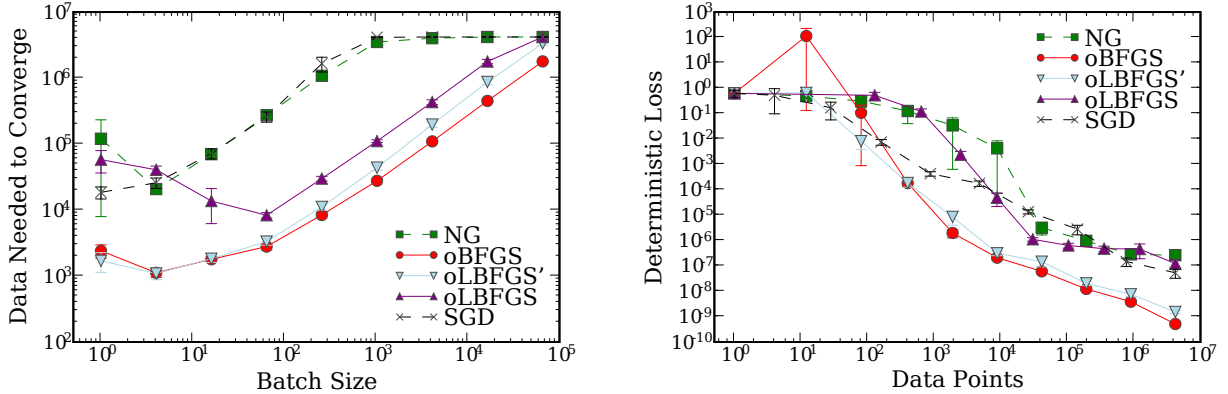 Data Needed to Converge
10^7
10^6
10^5
10^4
10^3
10^2
10^0
10^1
10^2
10^3
10^4
10^5
Batch Size
NG
oBFGS
oLBFGS'
oLBFGS
SGD
Deterministic Loss
10^2
10^1
10^0
10^-1
10^-2
10^-3
10^-4
10^-5
10^-6
10^-7
10^-8
10^-9
10^-10
10^0
10^1
10^2
10^3
10^4
10^5
10^6
10^7
Data Points
NG
oBFGS
oLBFGS'
oLBFGS
SGD